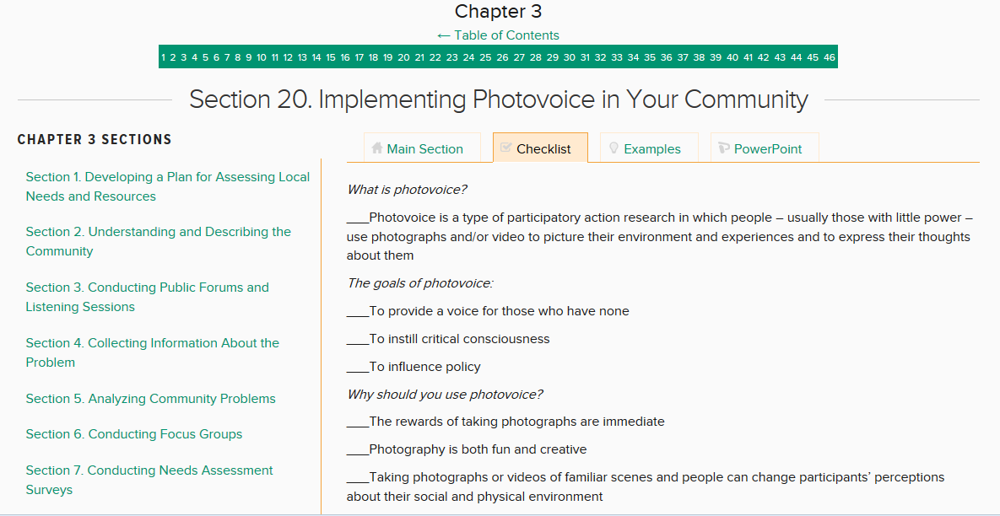 Chapter 3
← Table of Contents
1 2 3 4 5 6 7 8 9 10 11 12 13 14 15 16 17 18 19 20 21 22 23 24 25 26 27 28 29 30 31 32 33 34 35 36 37 38 39 40 41 42 43 44 45 46
Section 20. Implementing Photovoice in Your Community
CHAPTER 3 SECTIONS
Section 1. Developing a Plan for Assessing Local
Needs and Resources
Section 2. Understanding and Describing the
Community
Section 3. Conducting Public Forums and
Listening Sessions
Section 4. Collecting Information About the
Problem
Section 5. Analyzing Community Problems
Section 6. Conducting Focus Groups
Section 7. Conducting Needs Assessment
Surveys
Main Section
Checklist
Examples
PowerPoint
What is photovoice?
___Photovoice is a type of participatory action research in which people – usually those with little power –
use photographs and/or video to picture their environment and experiences and to express their thoughts
about them
The goals of photovoice:
___To provide a voice for those who have none
___To instill critical consciousness
___To influence policy
Why should you use photovoice?
___The rewards of taking photographs are immediate
___Photography is both fun and creative
___Taking photographs or videos of familiar scenes and people can change participants’ perceptions
about their social and physical environment